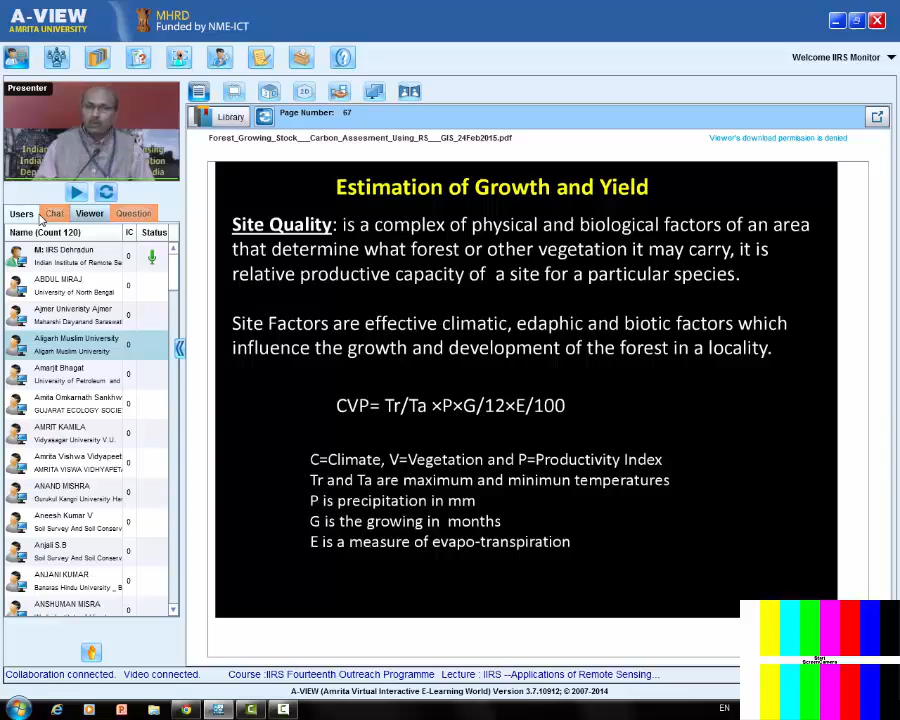 A-VIEW
AMRITA UNIVERSITY
MHRD
Funded by NME-ICT
Welcome IIRS Monitor
Presenter
Library
Page Number: 67
Forest_Growing_Stock___Carbon_Assesment_Using_RS___GIS_24Feb2015.pdf
Viewer's download permission is denied
Users
Chat
Viewer
Question
Name (Count 120)
IC
Status
M: IIRS Dehradun
Indian Institute of Remote Se
0
ABDUL MIRAJ
University of North Bengal
0
Ajmer Univeristy Ajmer
Maharshi Dayanand Saraswat
0
Aligarh Muslim University
Aligarh Muslim University
0
Amarjit Bhagat
University of Petroleum and
0
Amita Omkarnath Sankhw
GUJARAT ECOLOGY SOCIE
0
AMRIT KAMILA
Vidyasagar University V.U.
0
Amrita Vishwa Vidyapeet
AMRITA VISWA VIDHYAPETA
0
ANAND MISHRA
Gurukul Kangri University Ha
0
Aneesh Kumar V
Soil Survey And Soil Conserv
0
Anjali S.B
Soil Survey And Soil Conserv
0
ANJANI KUMAR
Banaras Hindu University _ B
0
ANSHUMAN MISRA
0
Estimation of Growth and Yield
Site Quality: is a complex of physical and biological factors of an area
that determine what forest or other vegetation it may carry, it is
relative productive capacity of a site for a particular species.
Site Factors are effective climatic, edaphic and biotic factors which
influence the growth and development of the forest in a locality.
CVP= Tr/Ta ×P×G/12×E/100
C=Climate, V=Vegetation and P=Productivity Index
Tr and Ta are maximum and minimun temperatures
P is precipitation in mm
G is the growing in months
E is a measure of evapo-transpiration
Start
ScreenCamera
Collaboration connected. Video connected.
Course :IIRS Fourteenth Outreach Programme Lecture : IIRS --Applications of Remote Sensing...
A-VIEW (Amrita Virtual Interactive E-Learning World) Version 3.7.10912; © 2007-2014
EN